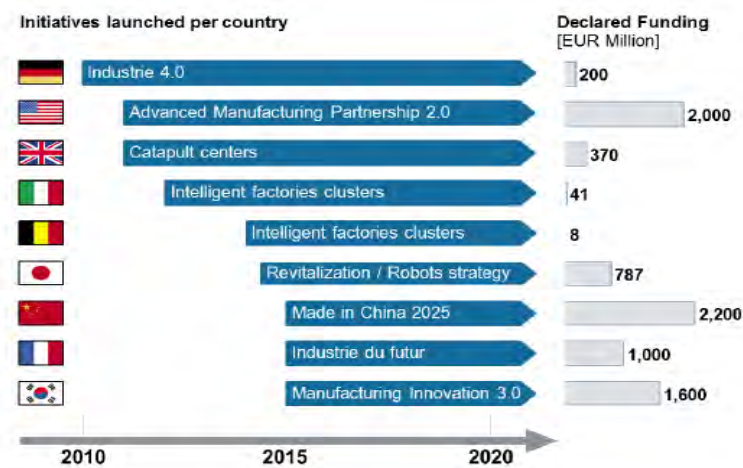 Initiatives launched per country
Declared Funding
[EUR Million]
Industrie 4.0
200
Advanced Manufacturing Partnership 2.0
2,000
Catapult centers
370
Intelligent factories clusters
41
Intelligent factories clusters
8
Revitalization / Robots strategy
787
Made in China 2025
2,200
Industrie du futur
1,000
Manufacturing Innovation 3.0
1,600
2010 2015 2020